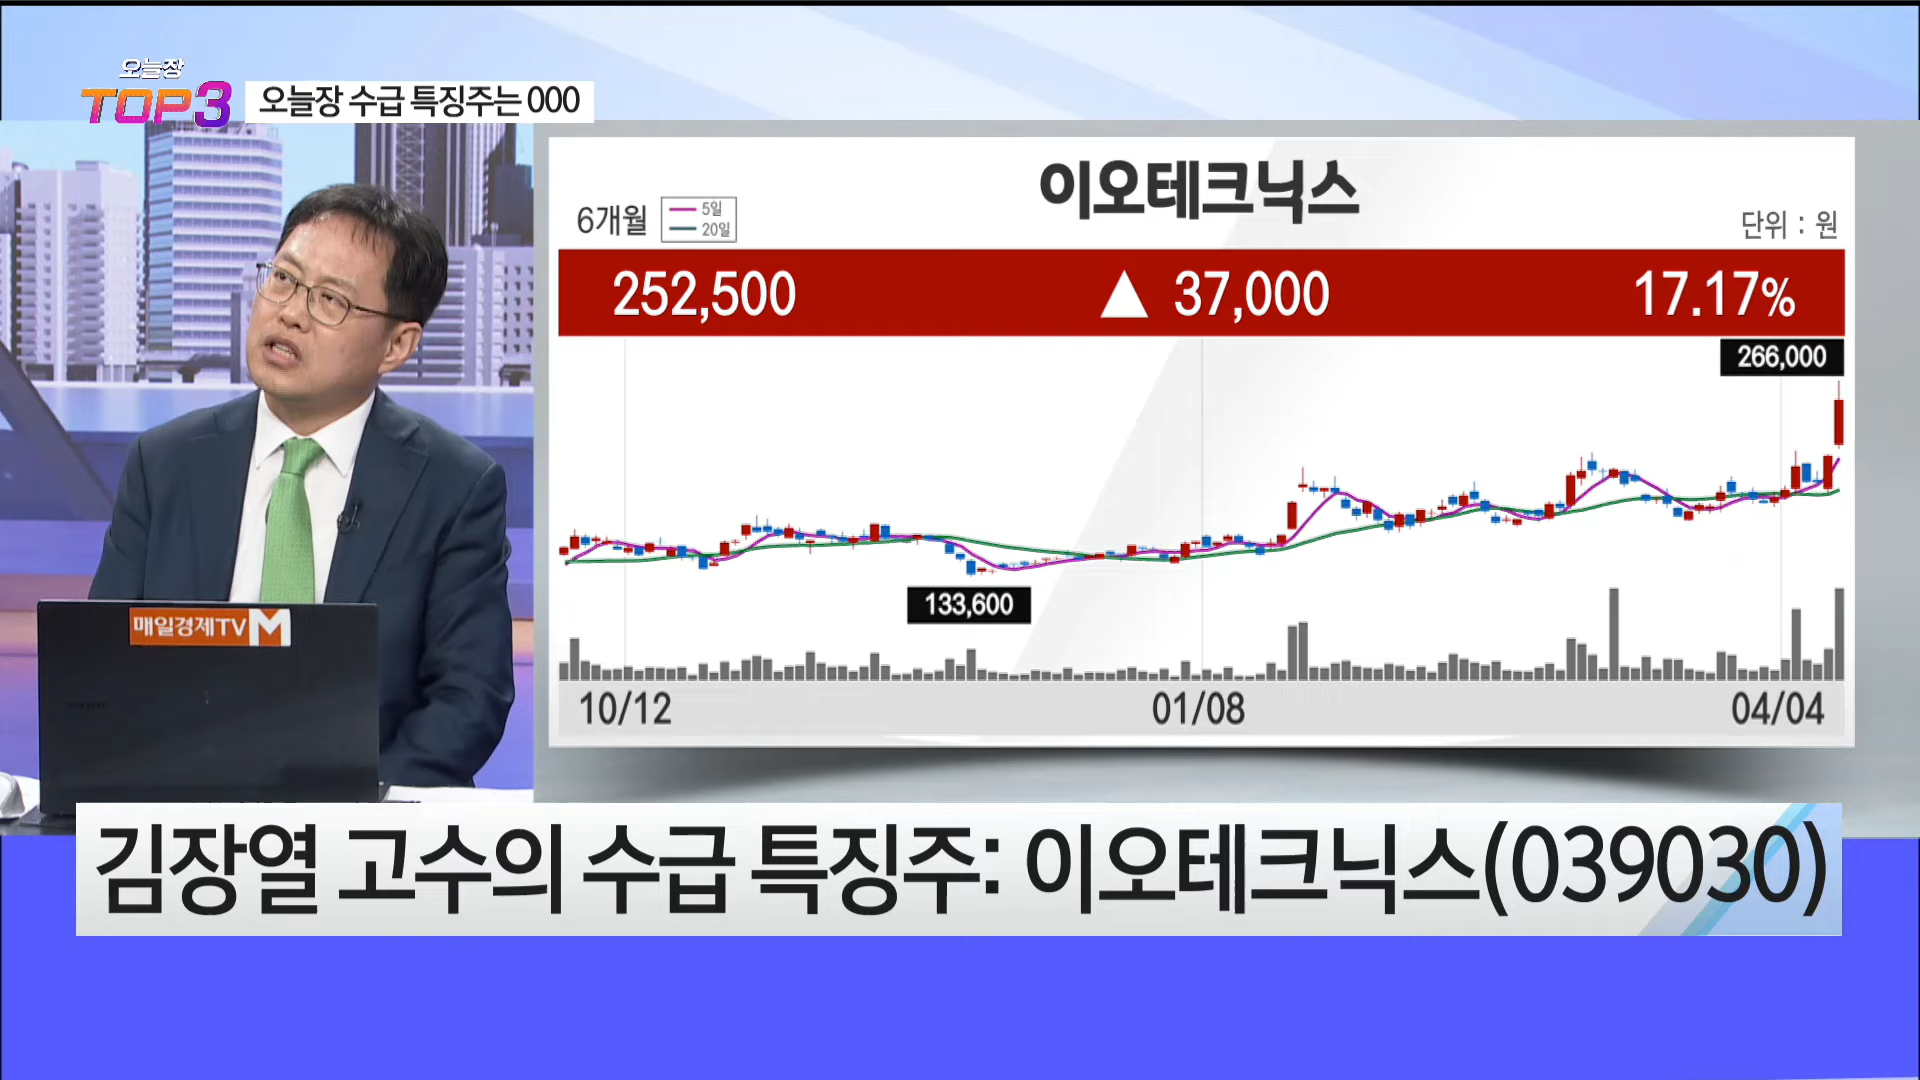 오늘장
TOP3
오늘장 수급 특징주는 OOO
이오테크닉스
6개월
5일
20일
단위 : 원
252,500 ▲ 37,000 17.17%
266,000
133,600
10/12 01/08 04/04
매일경제TV M
김장열 고수의 수급 특징주: 이오테크닉스(039030)